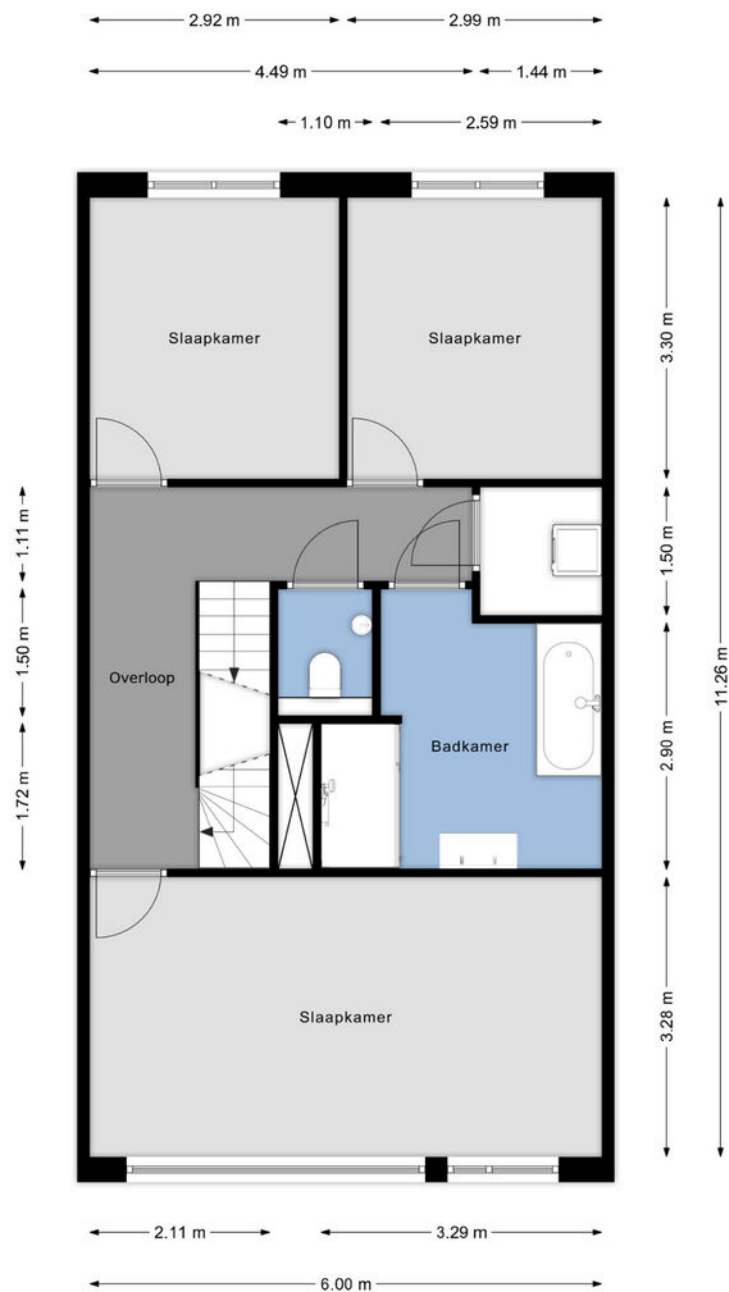 2.92 m
2.99 m
4.49 m
1.44 m
1.10 m
2.59 m
Slaapkamer
Slaapkamer
3.30 m
11.26 m
1.11 m
1.50 m
1.50 m
Overloop
Badkamer
2.90 m
1.72 m
Slaapkamer
3.28 m
2.11 m
3.29 m
6.00 m